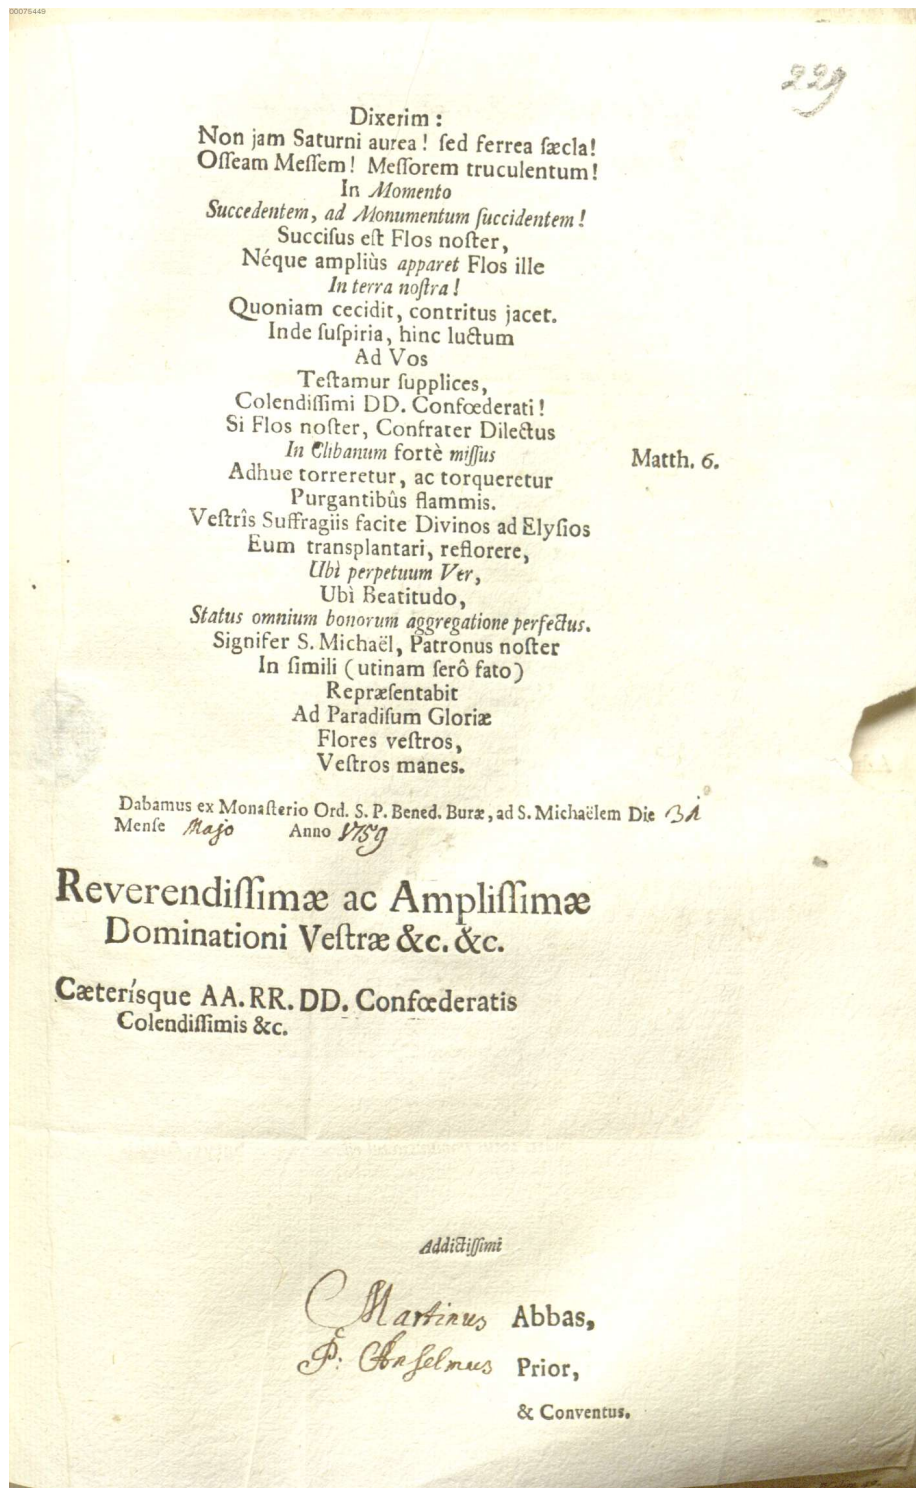 00075449
229
Dixerim :
Non jam Saturni aurea ! ſed ferrea ſæcla!
Oſſeam Meſſem ! Meſſorem truculentum !
In Momento
Succedentem, ad Monumentum ſuccidentem !
Succiſus eſt Flos noſter,
Néque ampliùs apparet Flos ille
In terra noſtra !
Quoniam cecidit, contritus jacet.
Inde ſuſpiria, hinc luctum
Ad Vos
Teſtamur ſupplices,
Colendiſſimi DD. Confœderati !
Si Flos noſter, Confrater Dilectus
In Clibanum fortè miſſus Matth. 6.
Adhuc torreretur, ac torqueretur
Purgantibûs flammis.
Veſtrîs Suffragiis facite Divinos ad Elyſios
Eum transplantari, reflorere,
Ubì perpetuum Ver,
Ubì Beatitudo,
Status omnium bonorum aggregatione perfectus.
Signifer S. Michaël, Patronus noſter
In ſimili (utinam ſerô fato)
Repræſentabit
Ad Paradiſum Gloriæ
Flores veſtros,
Veſtros manes.
Dabamus ex Monaſterio Ord. S. P. Bened. Buræ, ad S. Michaëlem Die 31
Menſe Majo Anno 1759
Reverendiſſimæ ac Ampliſſimæ
Dominationi Veſtræ &c. &c.
Cæterísque AA. RR. DD. Confœderatis
Colendiſſimis &c.
Addictiſſimi
Martinus Abbas,
P: Anselmus Prior,
& Conventus.